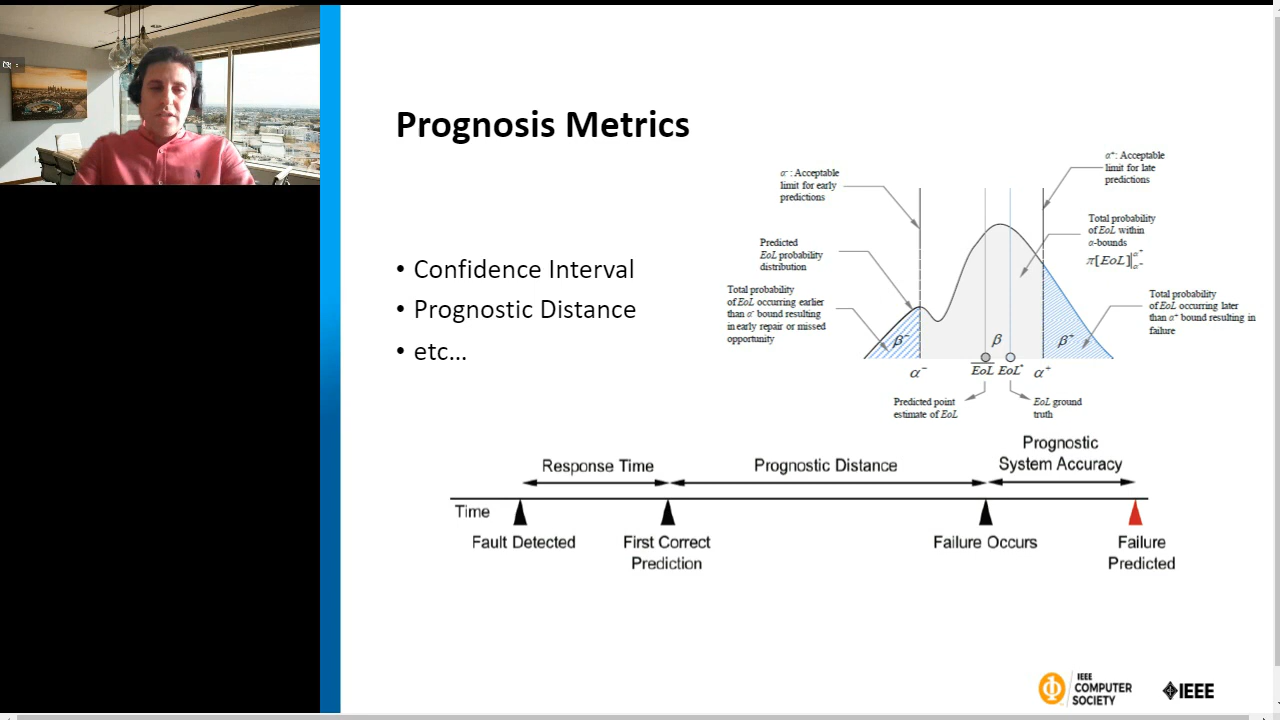 Prognosis Metrics
• Confidence Interval
• Prognostic Distance
• etc...
α⁻: Acceptable
limit for early
predictions
α⁺: Acceptable
limit for late
predictions
Predicted
EoL probability
distribution
Total probability
of EoL within
α-bounds
π[EoL]|α⁺α⁻
Total probability
of EoL occurring earlier
than α⁻ bound resulting
in early repair or missed
opportunity
Total probability
of EoL occurring later
than α⁺ bound resulting in
failure
β⁻
β
β⁺
α⁻
EoL
EoL*
α⁺
Predicted point
estimate of EoL
EoL ground
truth
Response Time
Prognostic Distance
Prognostic
System Accuracy
Time
Fault Detected
First Correct
Prediction
Failure Occurs
Failure
Predicted
IEEE
COMPUTER
SOCIETY
IEEE